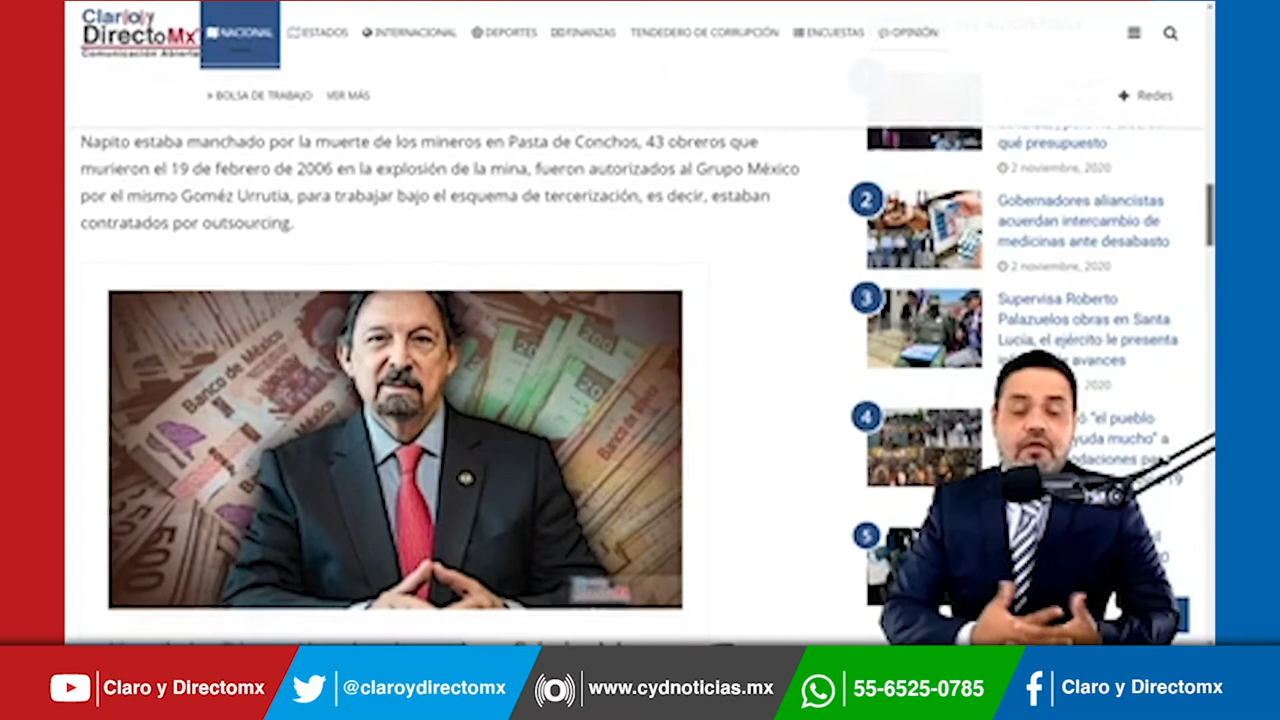 Claro y
DirectoMx
Comunicación Abierta
NACIONAL
ESTADOS
INTERNACIONAL
DEPORTES
FINANZAS
TENDEDERO DE CORRUPCIÓN
ENCUESTAS
OPINIÓN
» BOLSA DE TRABAJO
VER MÁS
+ Redes
Napito estaba manchado por la muerte de los mineros en Pasta de Conchos, 43 obreros que
murieron el 19 de febrero de 2006 en la explosión de la mina, fueron autorizados al Grupo México
por el mismo Goméz Urrutia, para trabajar bajo el esquema de tercerización, es decir, estaban
contratados por outsourcing.
Banco de México
200
200
500
qué presupuesto
2 noviembre, 2020
2
Gobernadores aliancistas
acuerdan intercambio de
medicinas ante desabasto
2 noviembre, 2020
3
Supervisa Roberto
Palazuelos obras en Santa
Lucía, el ejército le presenta
avances
2020
4
"el pueblo
mucho" a
5
Claro y Directomx
@claroydirectomx
www.cydnoticias.mx
55-6525-0785
Claro y Directomx